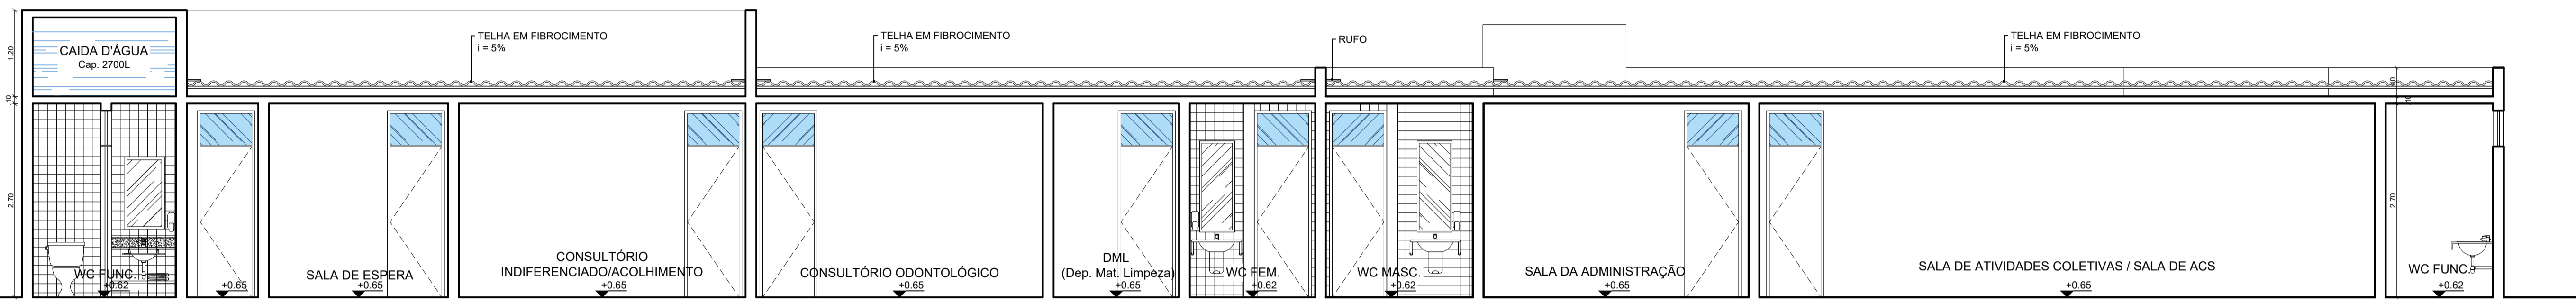 CAIDA D'ÁGUA
Cap. 2700L
TELHA EM FIBROCIMENTO
i = 5%
TELHA EM FIBROCIMENTO
i = 5%
RUFO
TELHA EM FIBROCIMENTO
i = 5%
1.20
.10
2.70
.40
.10
2.70
WC FUNC.
+0.62
+0.65
SALA DE ESPERA
+0.65
CONSULTÓRIO
INDIFERENCIADO/ACOLHIMENTO
+0.65
CONSULTÓRIO ODONTOLÓGICO
+0.65
DML
(Dep. Mat. Limpeza)
+0.65
WC FEM.
+0.62
WC MASC.
+0.62
SALA DA ADMINISTRAÇÃO
+0.65
SALA DE ATIVIDADES COLETIVAS / SALA DE ACS
+0.65
WC FUNC.
+0.62